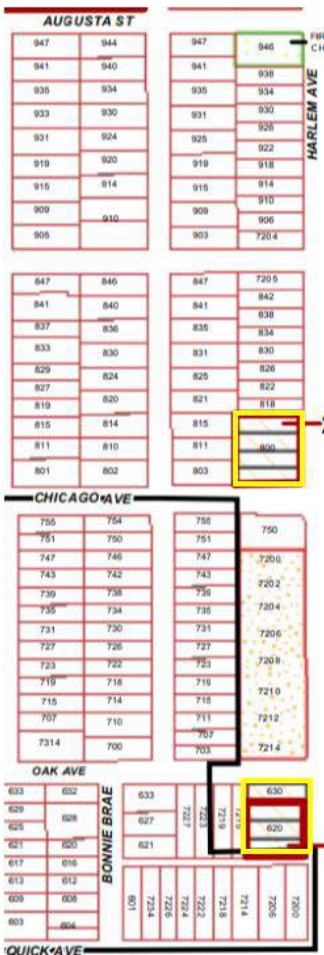 AUGUSTA ST
947 944 947 946 FIR
CH
941 940 941 938
935 934 935 934
933 930 931 930
926
931 924 925 922
919 920 919 918
915 914 915 914
910
909 910 909 906
905 903 7204
HARLEM AVE
847 846 847 7205
841 840 841 842
838
837 836 835 834
833 830 831 830
829 824 825 826
827 822
819 820 821 818
815 814 815
811 810 811 800
801 802 803
CHICAGO AVE
755 754 755 750
751 750 751
747 746 747 7200
743 742 743 7202
739 738 739 7204
735 734 735
731 730 731 7206
727 726 727
723 722 723 7208
719 718 719 7210
715 714 715
707 710 711 7212
707
7314 700 703 7214
OAK AVE
633 632 633 630
629 628 627 7227 7223 7219 620
625
621 620 621
617 616
613 612
609 608
603 604
BONNIE BRAE
601 7234 7226 7224 7222 7218 7214 7206 7200
QUICK AVE